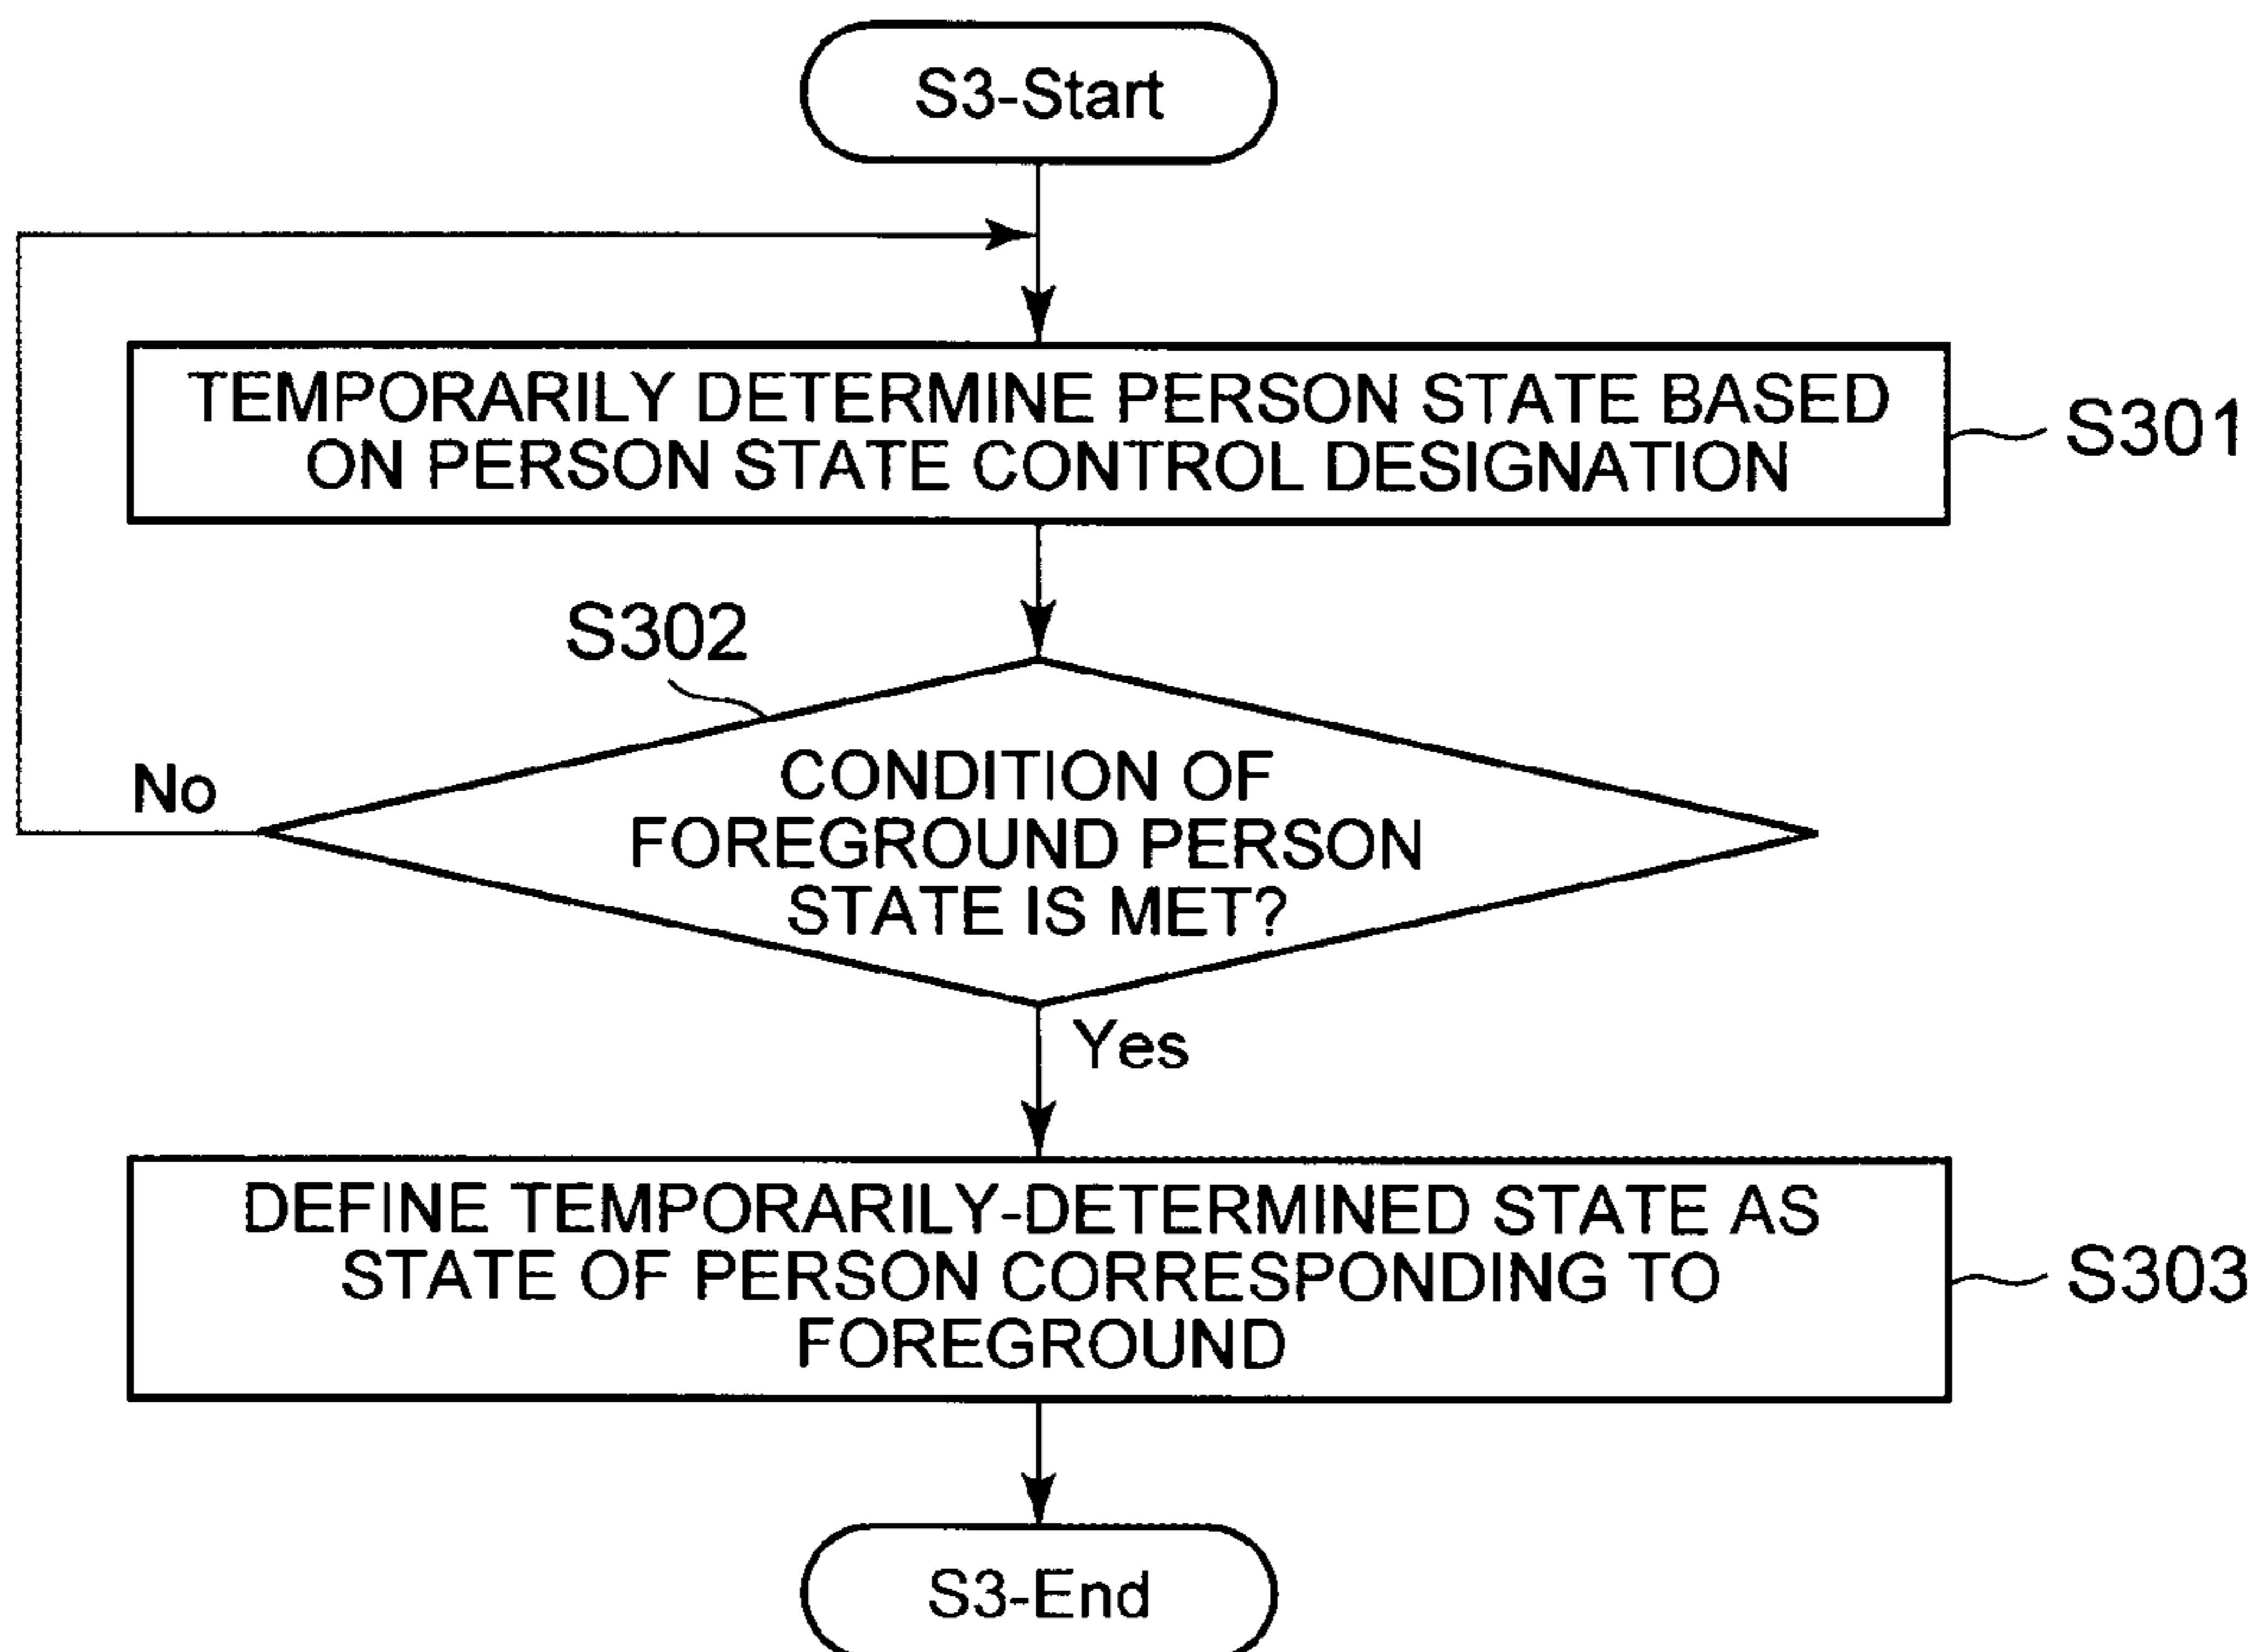 S3-Start
TEMPORARILY DETERMINE PERSON STATE BASED
ON PERSON STATE CONTROL DESIGNATION
S301
S302
CONDITION OF
FOREGROUND PERSON
STATE IS MET?
No
Yes
DEFINE TEMPORARILY-DETERMINED STATE AS
STATE OF PERSON CORRESPONDING TO
FOREGROUND
S303
S3-End